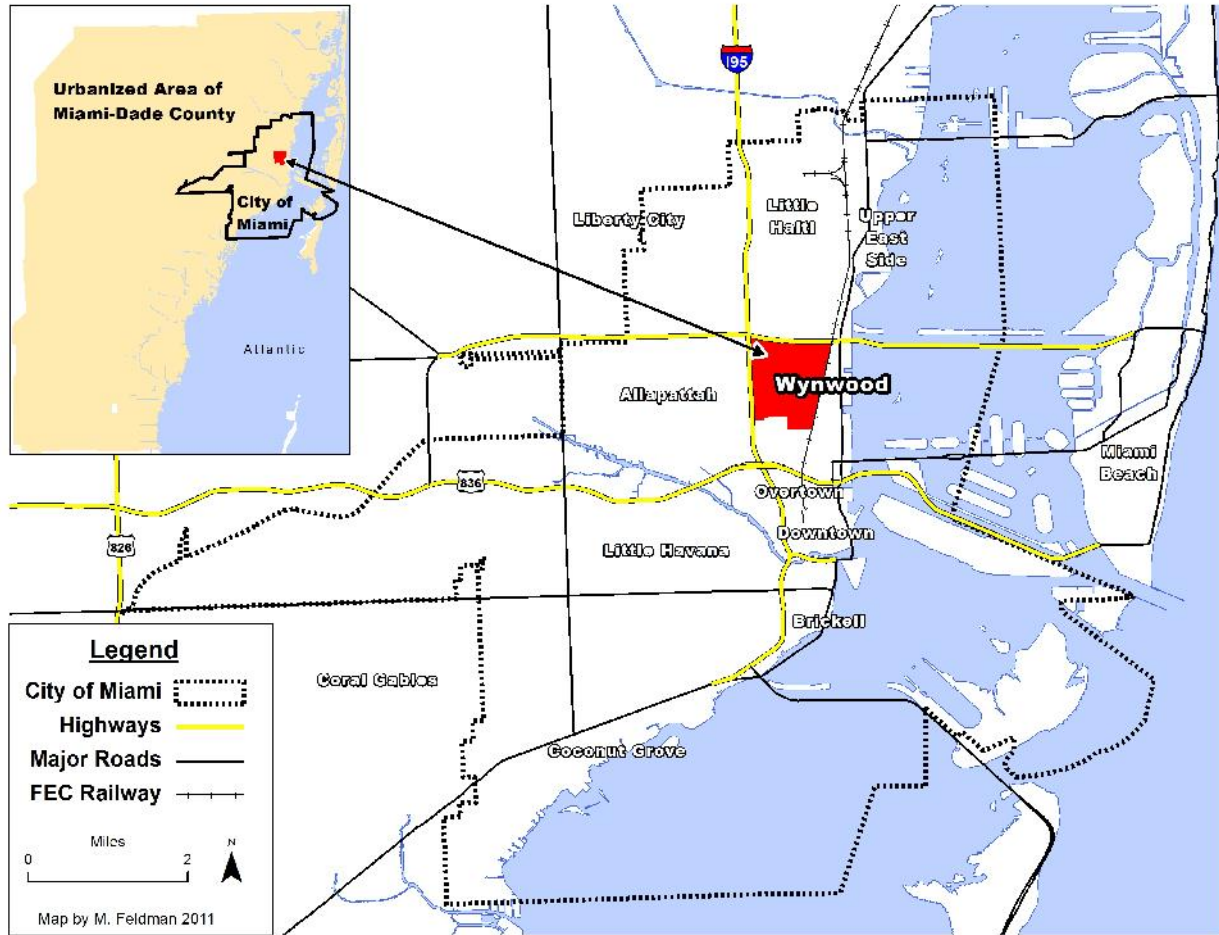 Urbanized Area of
Miami-Dade County
City of
Miami
Atlantic
195
Liberty City
Little
Haiti
Upper
East
Side
Allapattah
Wynwood
Miami
Beach
836
Overtown
826
Downtown
Little Havana
Brickell
Coral Gables
Coconut Grove
Legend
City of Miami
Highways
Major Roads
FEC Railway
Miles
0 2
N
Map by M. Feldman 2011